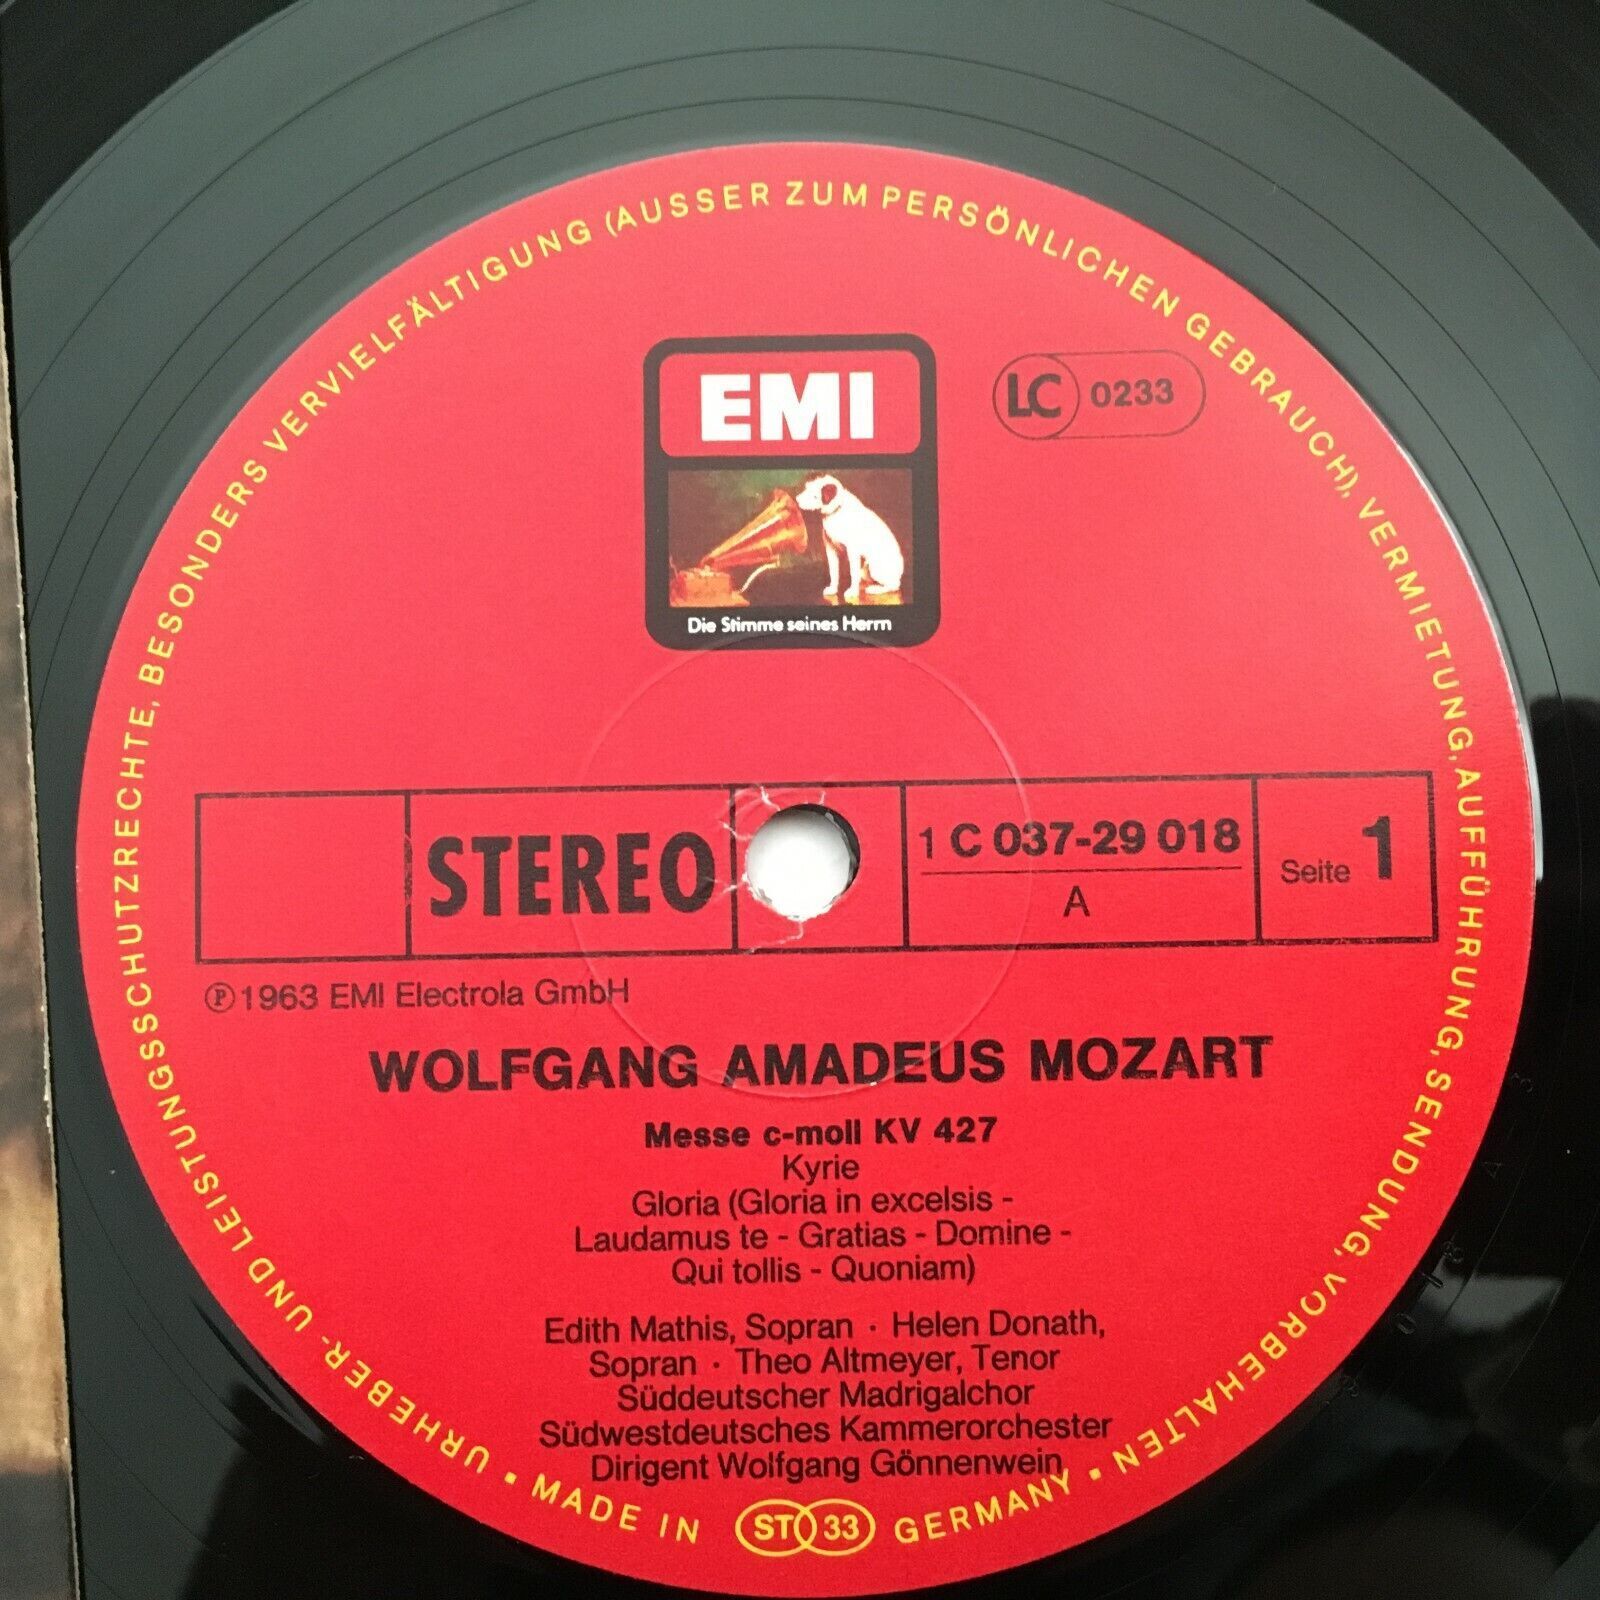 URHEBER- UND LEISTUNGSSCHUTZRECHTE, BESONDERS VERVIELFÄLTIGUNG (AUSSER ZUM PERSÖNLICHEN GEBRAUCH), VERMIETUNG, AUFFÜHRUNG, SENDUNG, VORBEHALTEN
EMI
LC 0233
Die Stimme seines Herrn
STEREO
1 C 037-29 018
A
Seite 1
Ⓟ 1963 EMI Electrola GmbH
WOLFGANG AMADEUS MOZART
Messe c-moll KV 427
Kyrie
Gloria (Gloria in excelsis -
Laudamus te - Gratias - Domine -
Qui tollis - Quoniam)
Edith Mathis, Sopran · Helen Donath,
Sopran · Theo Altmeyer, Tenor
Süddeutscher Madrigalchor
Südwestdeutsches Kammerorchester
Dirigent Wolfgang Gönnenwein
· MADE IN ST 33 GERMANY ·